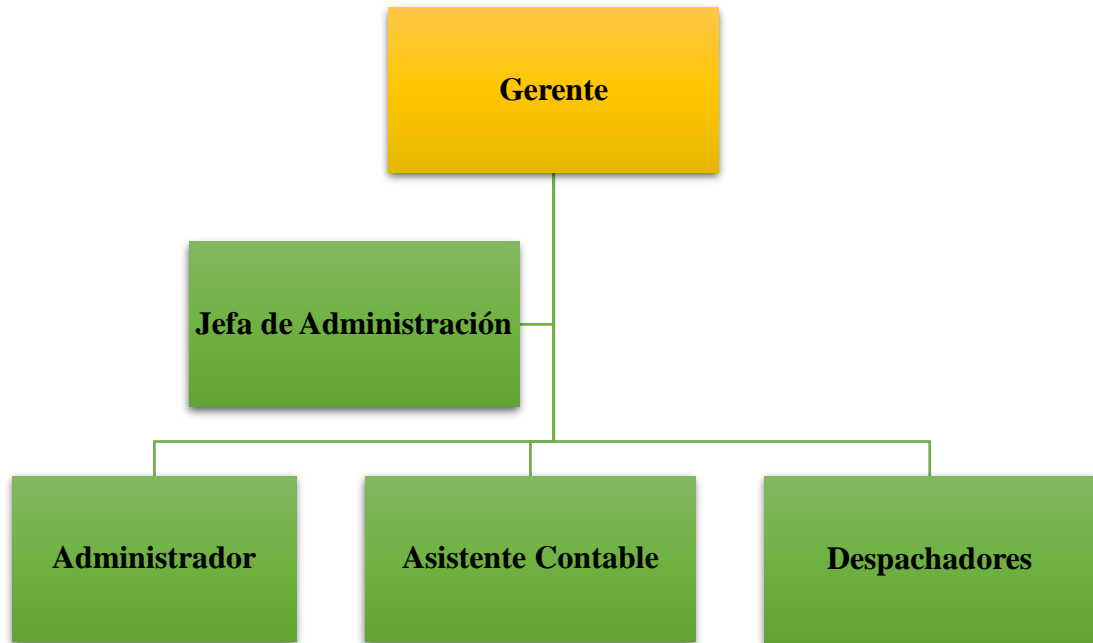 Gerente
Jefa de Administración
Administrador
Asistente Contable
Despachadores